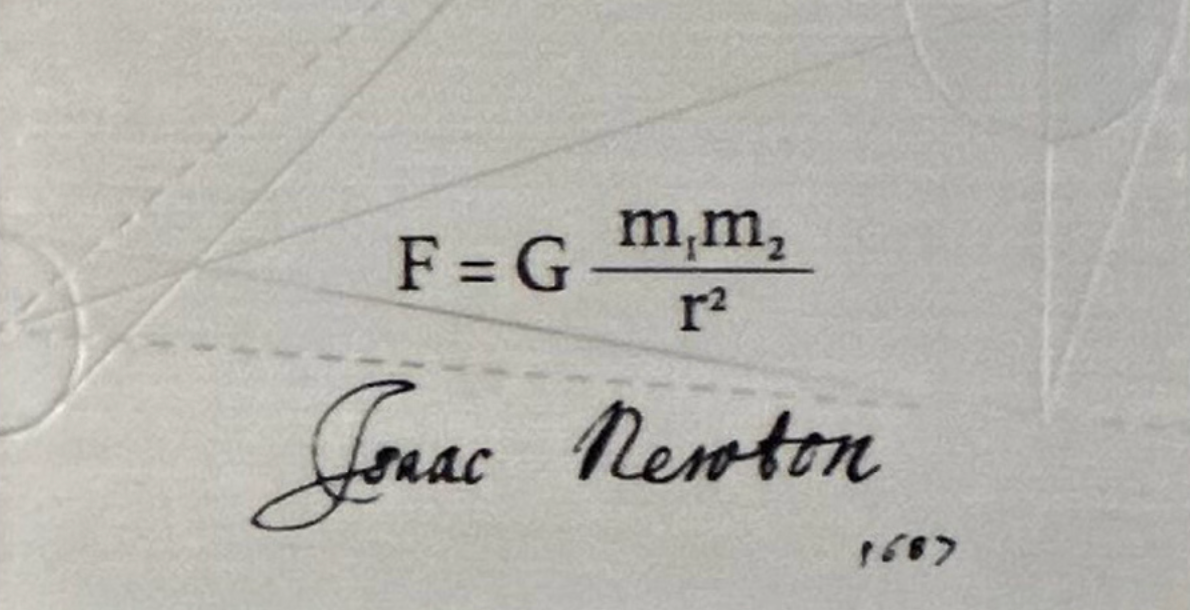 F = G m₁m₂ / r²
Isaac Newton
1687